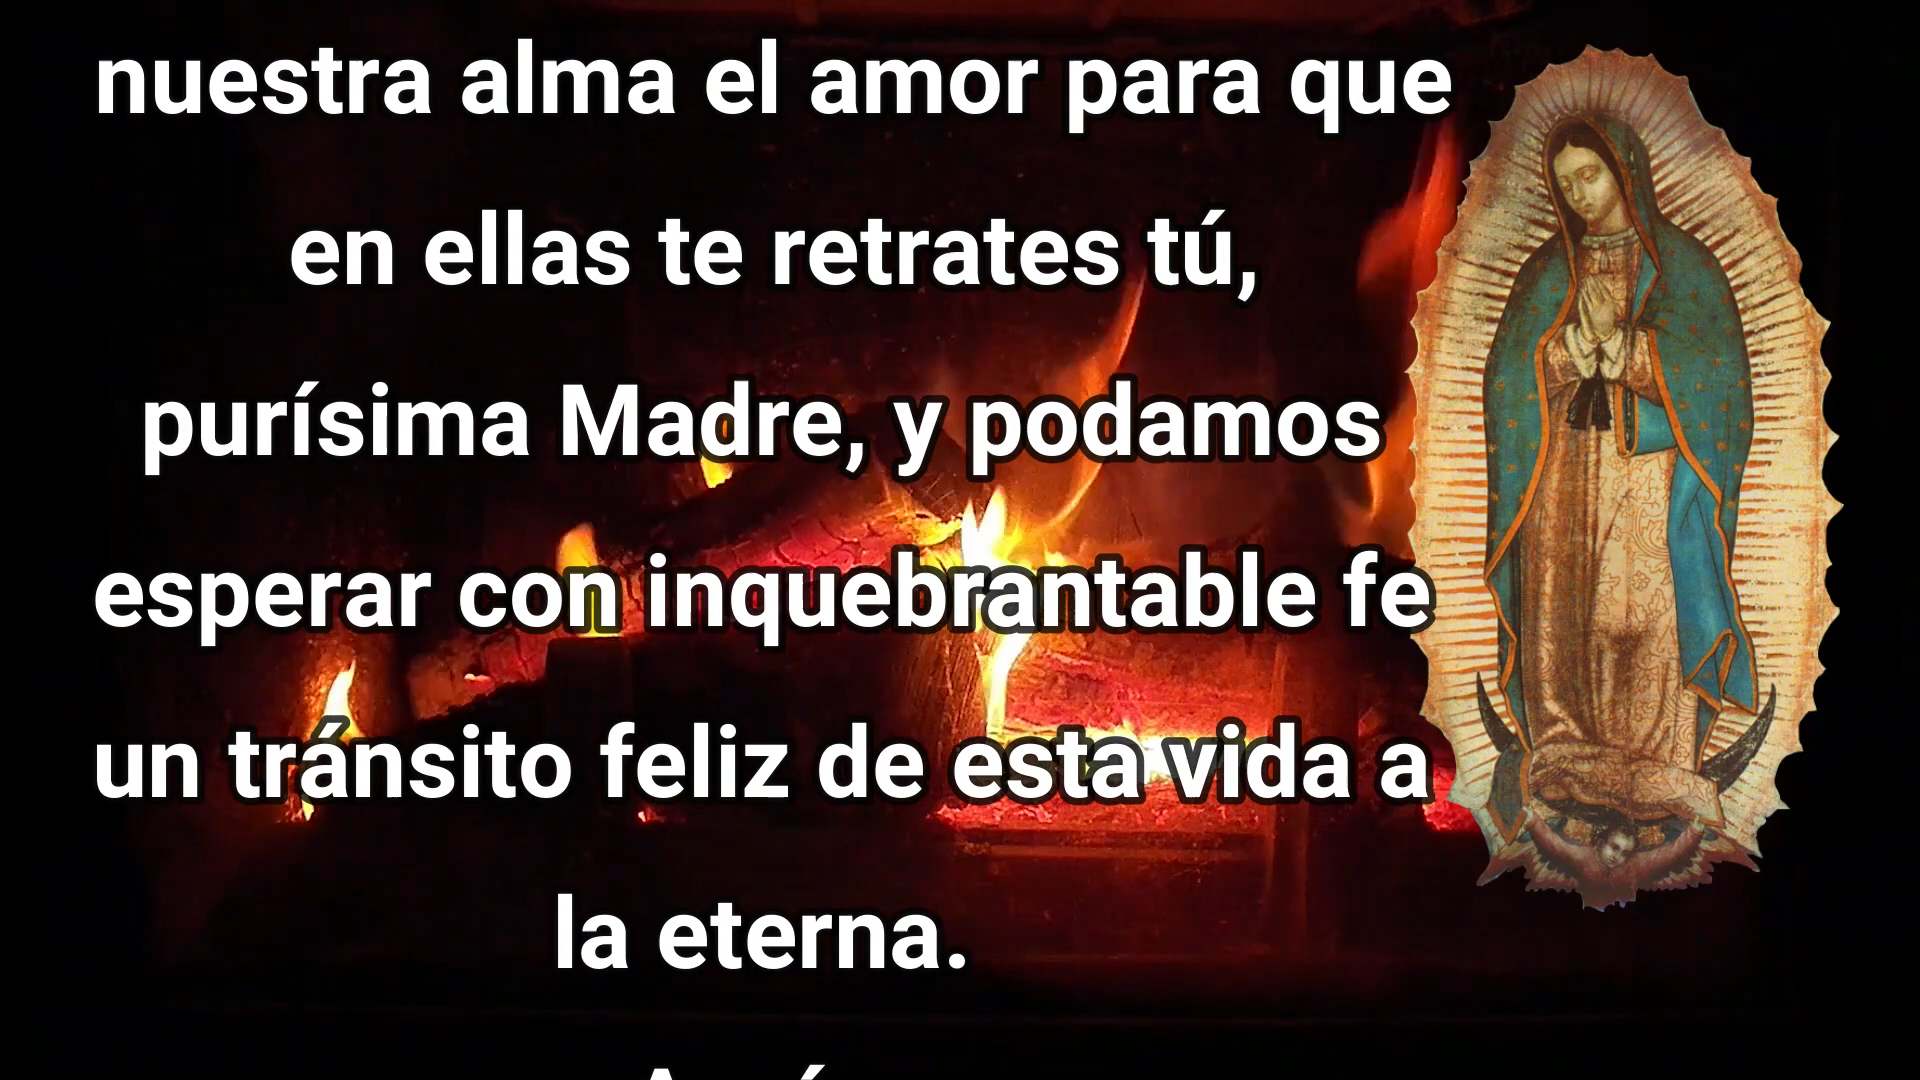 nuestra alma el amor para que
en ellas te retrates tú,
purísima Madre, y podamos
esperar con inquebrantable fe
un tránsito feliz de esta vida a
la eterna.